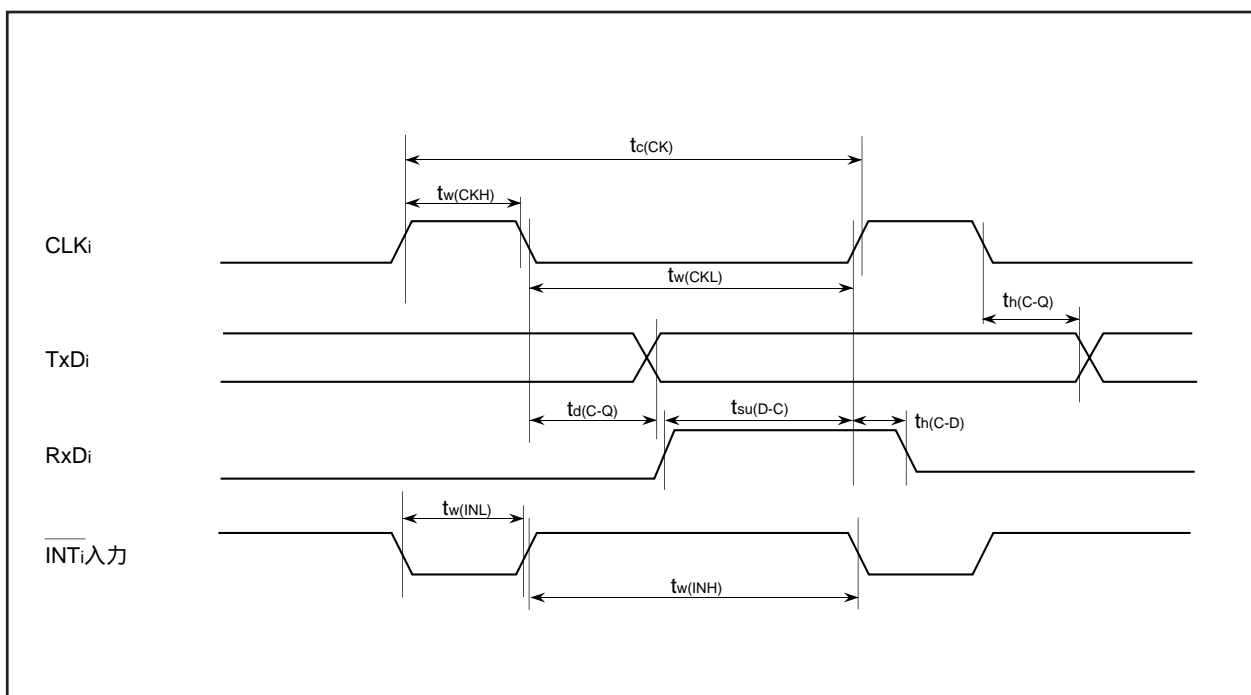 tc(CK)
tw(CKH)
CLKi
tw(CKL)
th(C-Q)
TxDi
td(C-Q)
tsu(D-C)
th(C-D)
RxDi
tw(INL)
INTi入力
tw(INH)